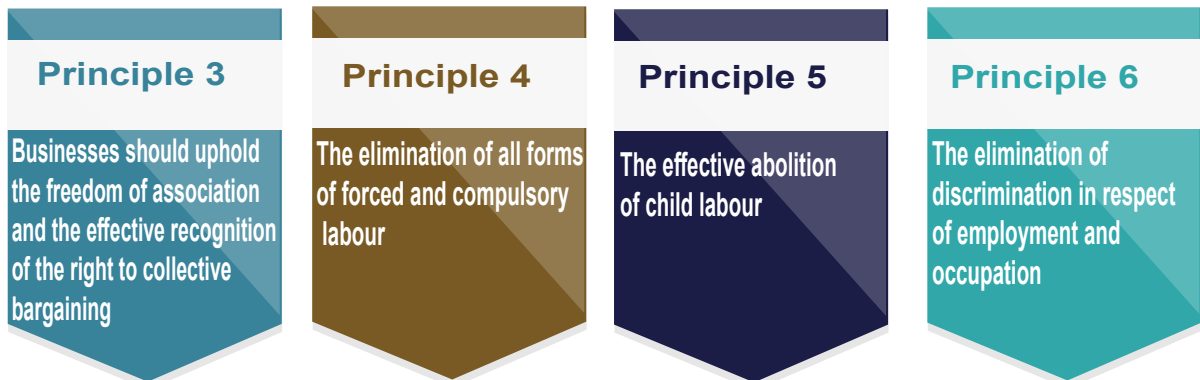 Principle 3
Businesses should uphold
the freedom of association
and the effective recognition
of the right to collective
bargaining
Principle 4
The elimination of all forms
of forced and compulsory
labour
Principle 5
The effective abolition
of child labour
Principle 6
The elimination of
discrimination in respect
of employment and
occupation